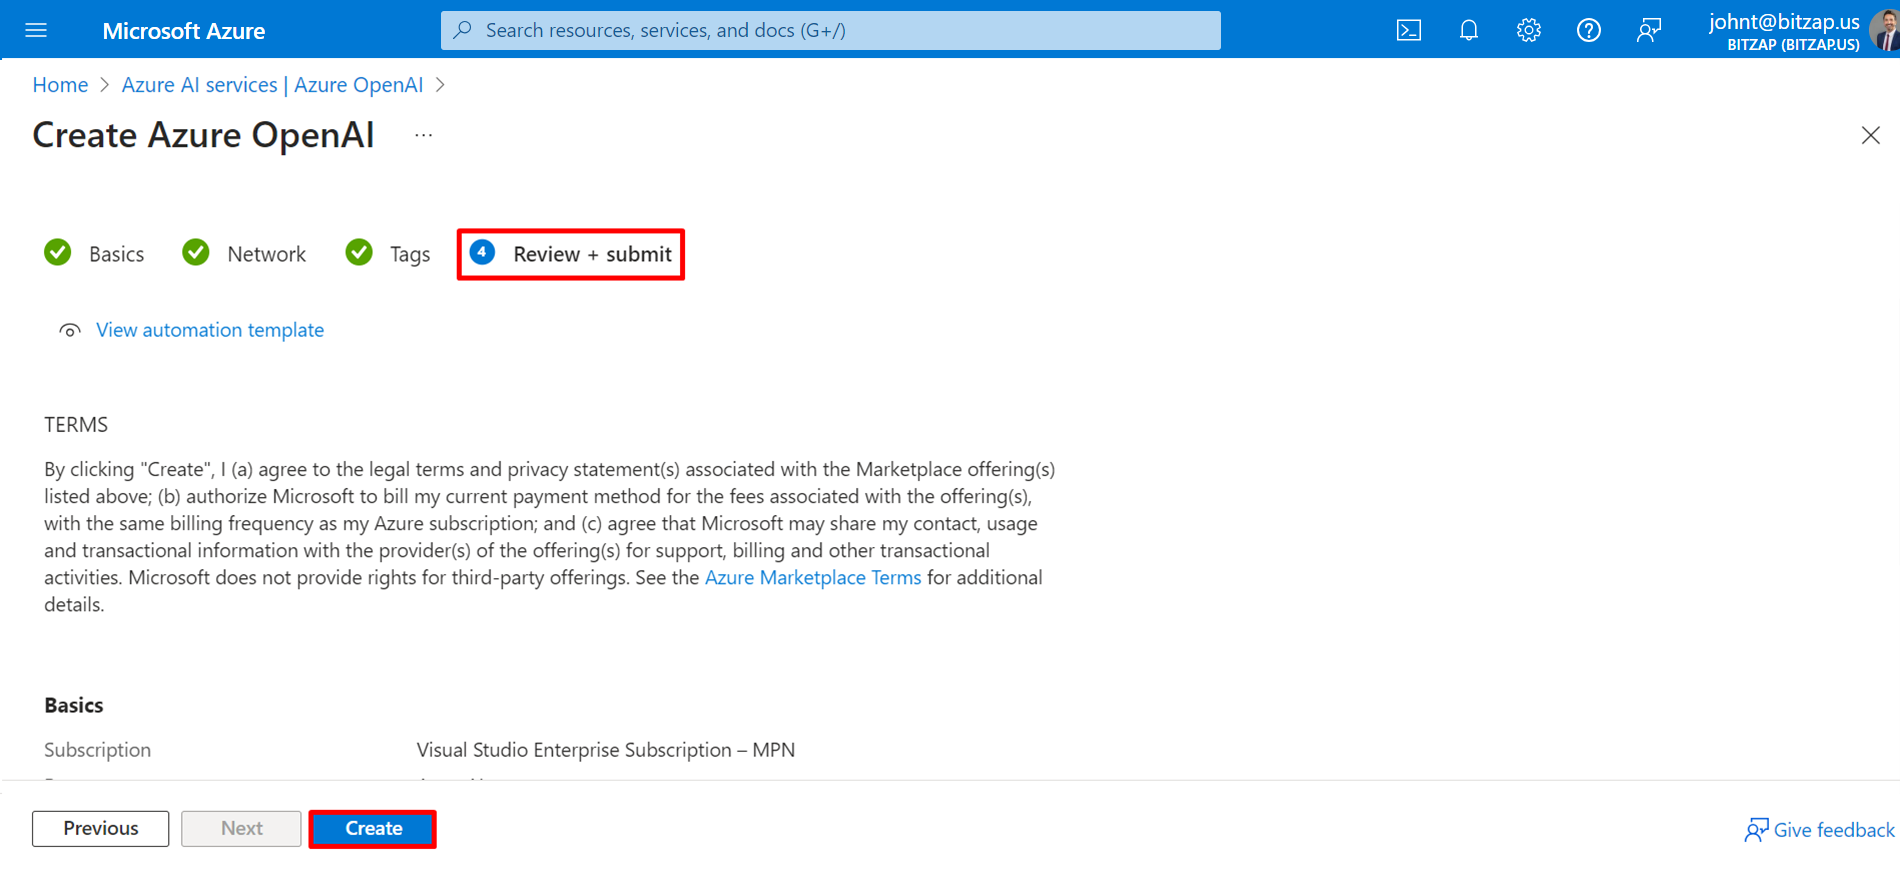 Microsoft Azure
Search resources, services, and docs (G+/)
johnt@bitzap.us
BITZAP (BITZAP.US)
Home > Azure AI services | Azure OpenAI >
Create Azure OpenAI ...
Basics
Network
Tags
4 Review + submit
View automation template
TERMS
By clicking "Create", I (a) agree to the legal terms and privacy statement(s) associated with the Marketplace offering(s)
listed above; (b) authorize Microsoft to bill my current payment method for the fees associated with the offering(s),
with the same billing frequency as my Azure subscription; and (c) agree that Microsoft may share my contact, usage
and transactional information with the provider(s) of the offering(s) for support, billing and other transactional
activities. Microsoft does not provide rights for third-party offerings. See the Azure Marketplace Terms for additional
details.
Basics
Subscription Visual Studio Enterprise Subscription – MPN
Previous
Next
Create
Give feedback